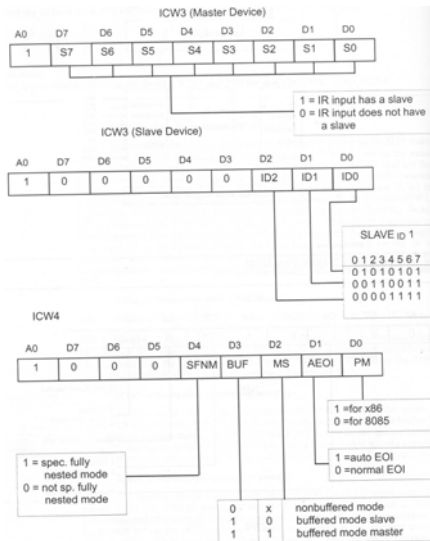 ICW3 (Master Device)
A0 D7 D6 D5 D4 D3 D2 D1 D0
1 S7 S6 S5 S4 S3 S2 S1 S0
1 = IR input has a slave
0 = IR input does not have
a slave
ICW3 (Slave Device)
A0 D7 D6 D5 D4 D3 D2 D1 D0
1 0 0 0 0 0 ID2 ID1 ID0
SLAVE ID 1
0 1 2 3 4 5 6 7
0 1 0 1 0 1 0 1
0 0 1 1 0 0 1 1
0 0 0 0 1 1 1 1
ICW4
A0 D7 D6 D5 D4 D3 D2 D1 D0
1 0 0 0 SFNM BUF MS AEOI PM
1 =for x86
0 =for 8085
1 = spec. fully
nested mode
0 = not sp. fully
nested mode
1 =auto EOI
0 =normal EOI
0 x nonbuffered mode
1 0 buffered mode slave
1 1 buffered mode master